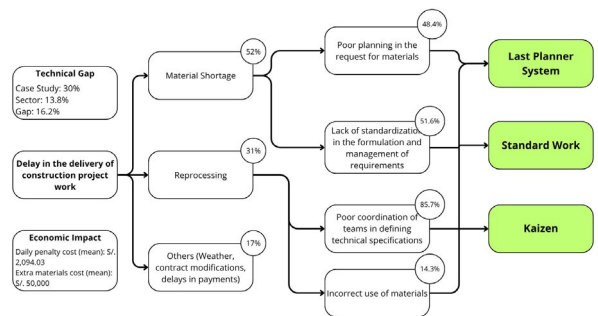 Technical Gap
Case Study: 30%
Sector: 13.8%
Gap: 16.2%
Delay in the delivery of
construction project
work
Economic Impact
Daily penalty cost (mean): S/.
2,094.03
Extra materials cost (mean):
S/. 50,000
52%
Material Shortage
31%
Reprocessing
17%
Others (Weather,
contract modifications,
delays in payments)
48.4%
Poor planning in the
request for materials
51.6%
Lack of standardization
in the formulation and
management of
requirements
85.7%
Poor coordination of
teams in defining
technical specifications
14.3%
Incorrect use of materials
Last Planner
System
Standard Work
Kaizen